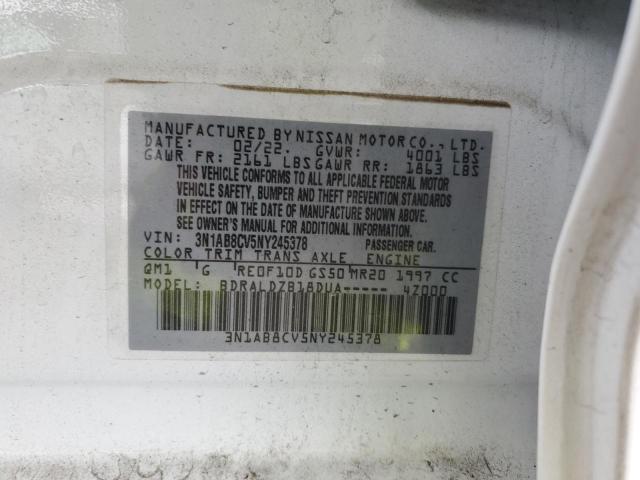 MANUFACTURED BY NISSAN MOTOR CO., LTD.
DATE: 02/22. GVWR: 4001 LBS
GAWR FR: 2161 LBS GAWR RR: 1863 LBS
THIS VEHICLE CONFORMS TO ALL APPLICABLE FEDERAL MOTOR
VEHICLE SAFETY, BUMPER AND THEFT PREVENTION STANDARDS
IN EFFECT ON THE DATE OF MANUFACTURE SHOWN ABOVE.
SEE OWNER'S MANUAL FOR ADDITIONAL INFORMATION.
VIN: 3N1AB8CV5NY245378 PASSENGER CAR.
COLOR TRIM TRANS AXLE ENGINE
QM1 G RE0F10D GS50 MR20 1997 CC
MODEL: BDRALDZB18DUA----- 4Z000
3N1AB8CV5NY245378